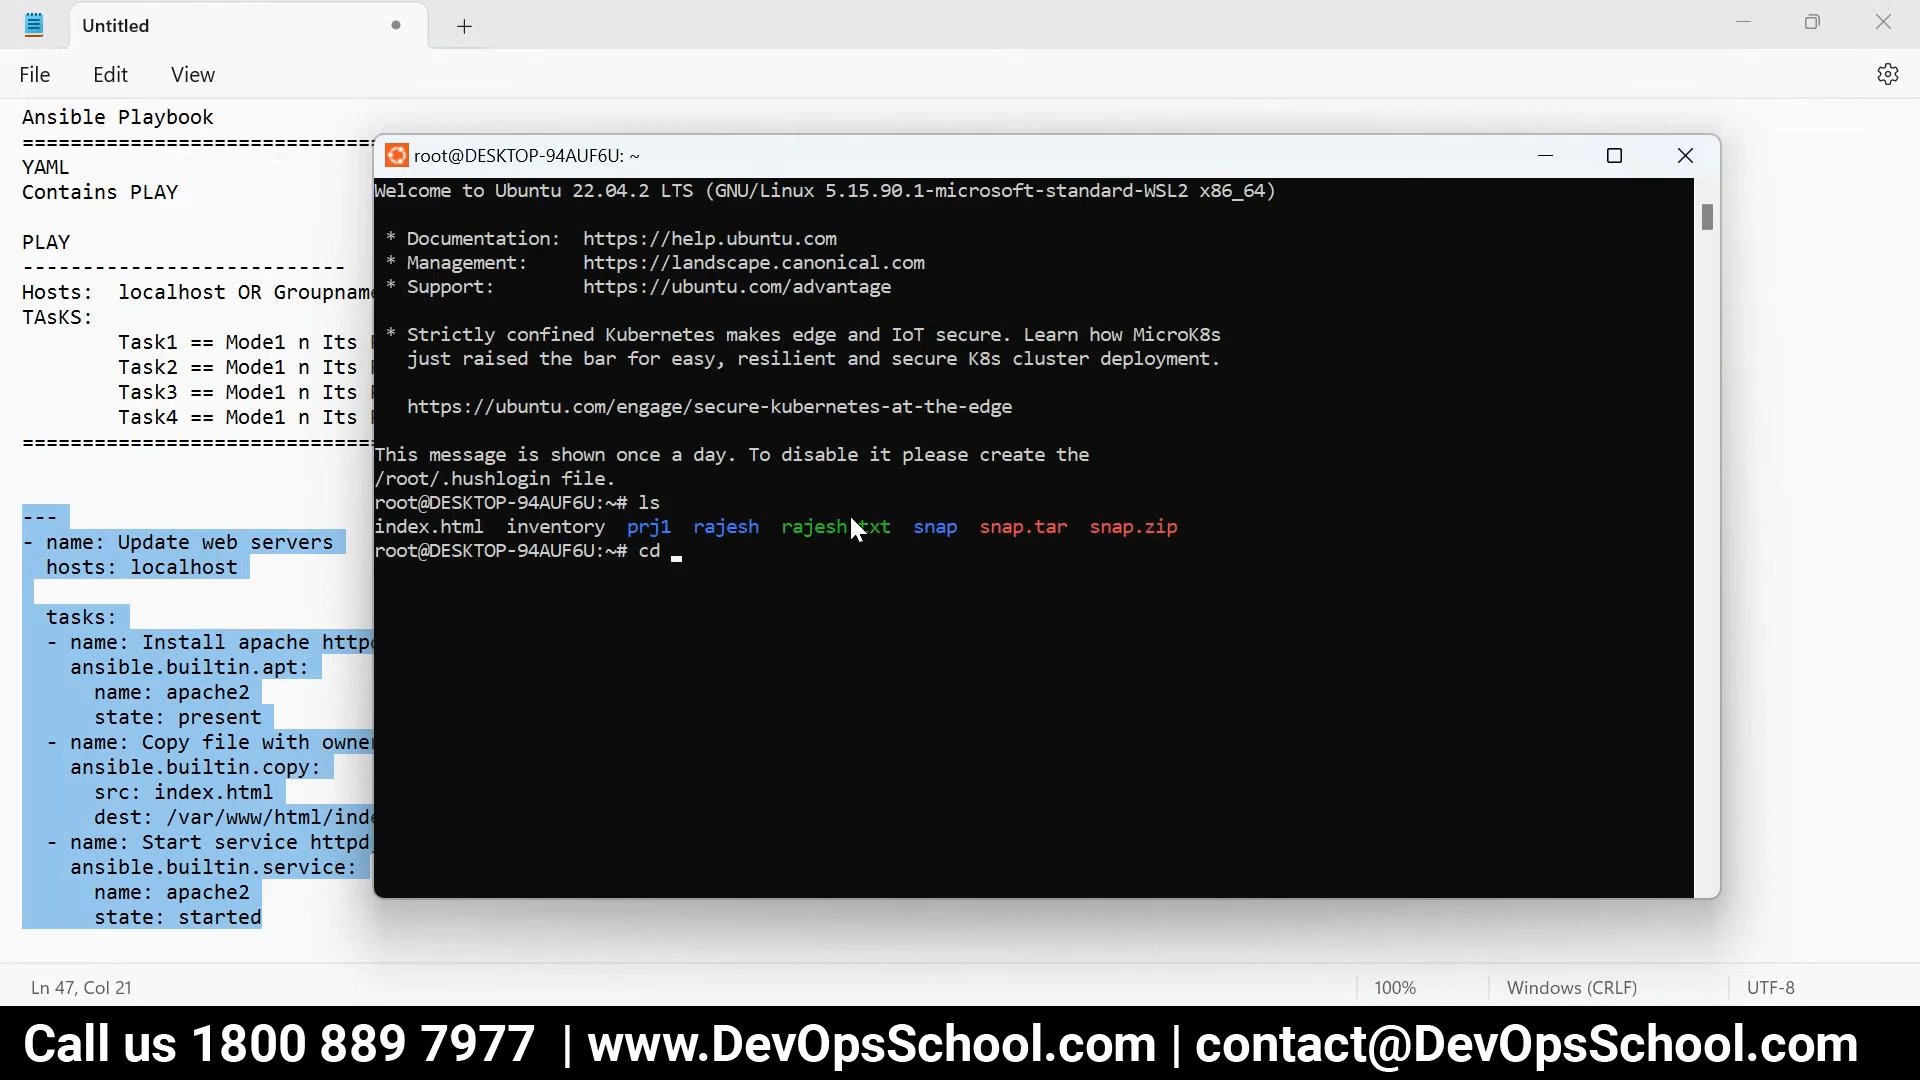 Untitled
File Edit View
Ansible Playbook
==============================
YAML
Contains PLAY
PLAY
---------------------------
Hosts: localhost OR Groupname
TAsKS:
Task1 == Mode1 n Its
Task2 == Mode1 n Its
Task3 == Mode1 n Its
Task4 == Mode1 n Its
==============================
---
- name: Update web servers
hosts: localhost
tasks:
- name: Install apache httpd
ansible.builtin.apt:
name: apache2
state: present
- name: Copy file with owner
ansible.builtin.copy:
src: index.html
dest: /var/www/html/inde
- name: Start service httpd
ansible.builtin.service:
name: apache2
state: started
root@DESKTOP-94AUF6U: ~
Welcome to Ubuntu 22.04.2 LTS (GNU/Linux 5.15.90.1-microsoft-standard-WSL2 x86_64)
* Documentation: https://help.ubuntu.com
* Management: https://landscape.canonical.com
* Support: https://ubuntu.com/advantage
* Strictly confined Kubernetes makes edge and IoT secure. Learn how MicroK8s
just raised the bar for easy, resilient and secure K8s cluster deployment.
https://ubuntu.com/engage/secure-kubernetes-at-the-edge
This message is shown once a day. To disable it please create the
/root/.hushlogin file.
root@DESKTOP-94AUF6U:~# ls
index.html inventory prj1 rajesh rajesh.txt snap snap.tar snap.zip
root@DESKTOP-94AUF6U:~# cd _
Ln 47, Col 21
100%
Windows (CRLF)
UTF-8
Call us 1800 889 7977 | www.DevOpsSchool.com | contact@DevOpsSchool.com